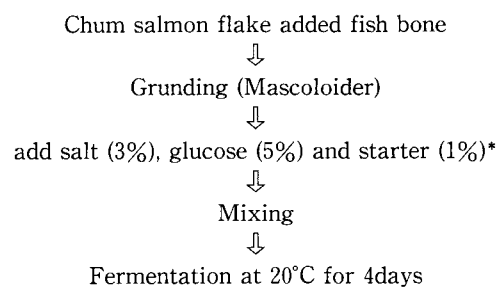 Chum salmon flake added fish bone
⇩
Grunding (Mascoloider)
⇩
add salt (3%), glucose (5%) and starter (1%)*
⇩
Mixing
⇩
Fermentation at 20°C for 4days